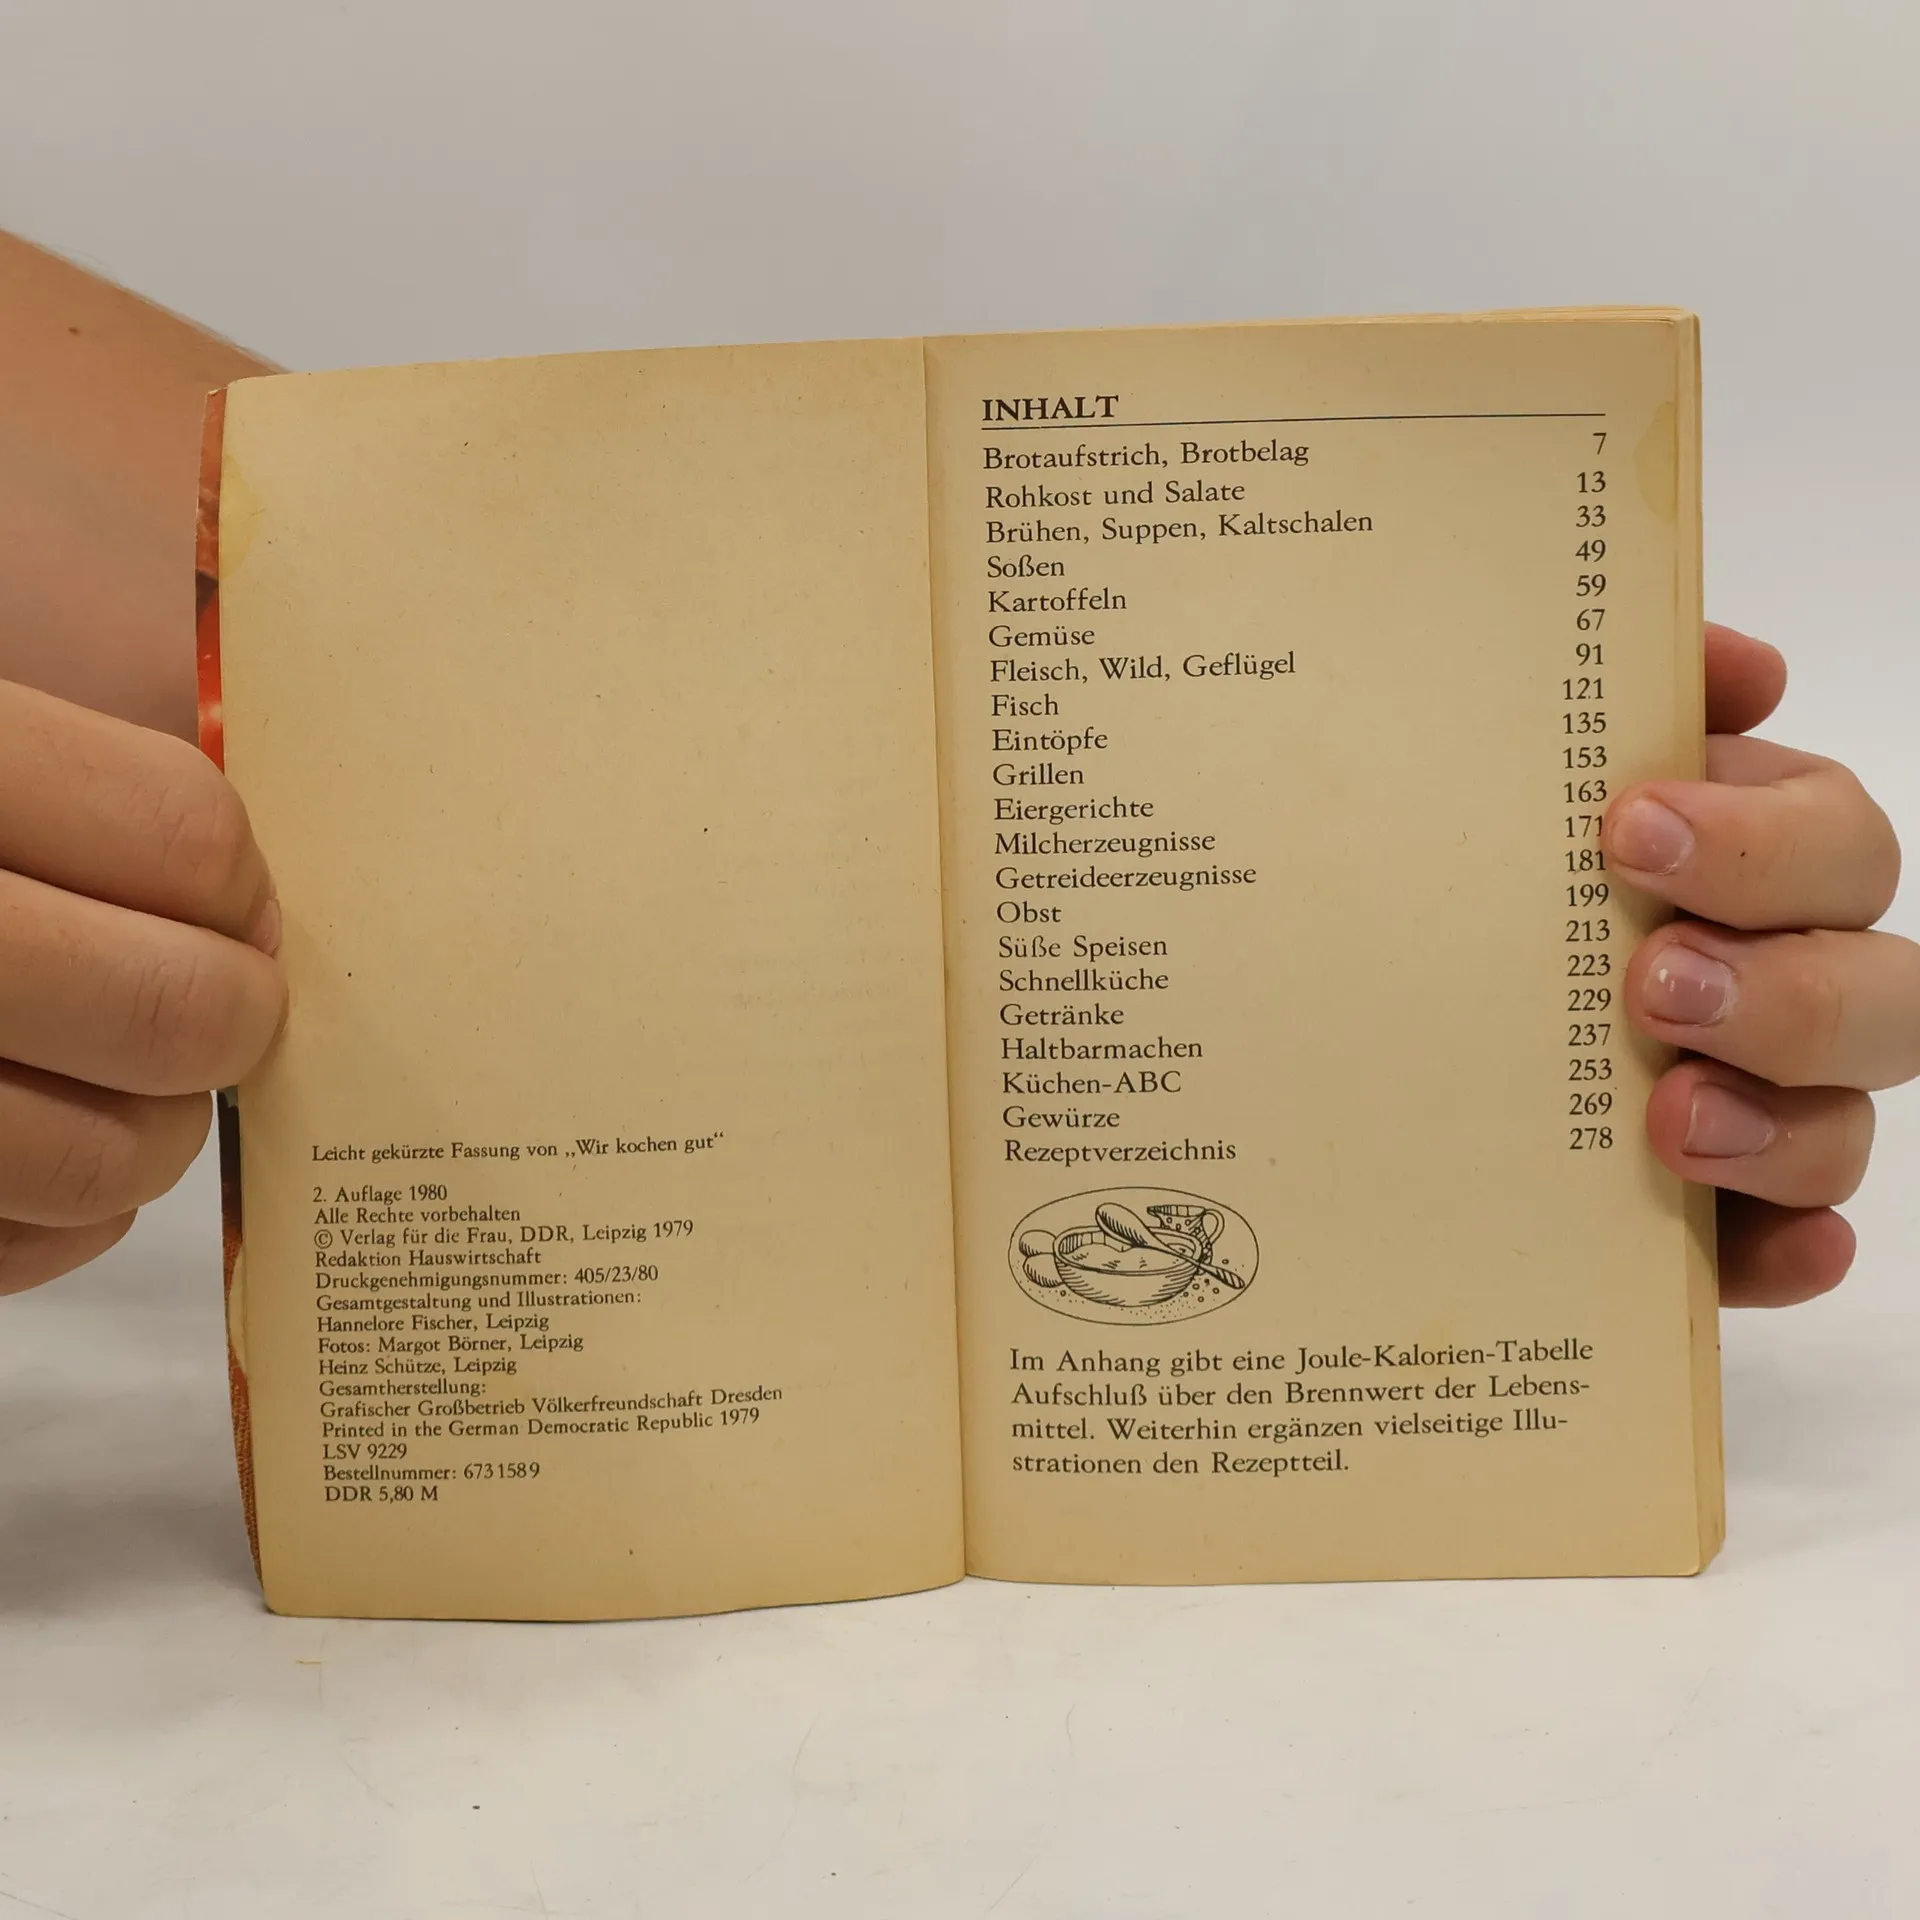 Leicht gekürzte Fassung von „Wir kochen gut“
2. Auflage 1980
Alle Rechte vorbehalten
© Verlag für die Frau, DDR, Leipzig 1979
Redaktion Hauswirtschaft
Druckgenehmigungsnummer: 405/23/80
Gesamtgestaltung und Illustrationen:
Hannelore Fischer, Leipzig
Fotos: Margot Börner, Leipzig
Heinz Schütze, Leipzig
Gesamtherstellung:
Grafischer Großbetrieb Völkerfreundschaft Dresden
Printed in the German Democratic Republic 1979
LSV 9229
Bestellnummer: 673 158 9
DDR 5,80 M
INHALT
Brotaufstrich, Brotbelag 7
Rohkost und Salate 13
Brühen, Suppen, Kaltschalen 33
Soßen 49
Kartoffeln 59
Gemüse 67
Fleisch, Wild, Geflügel 91
Fisch 121
Eintöpfe 135
Grillen 153
Eiergerichte 163
Milcherzeugnisse 171
Getreideerzeugnisse 181
Obst 199
Süße Speisen 213
Schnellküche 223
Getränke 229
Haltbarmachen 237
Küchen-ABC 253
Gewürze 269
Rezeptverzeichnis 278
Im Anhang gibt eine Joule-Kalorien-Tabelle
Aufschluß über den Brennwert der Lebens-
mittel. Weiterhin ergänzen vielseitige Illu-
strationen den Rezeptteil.